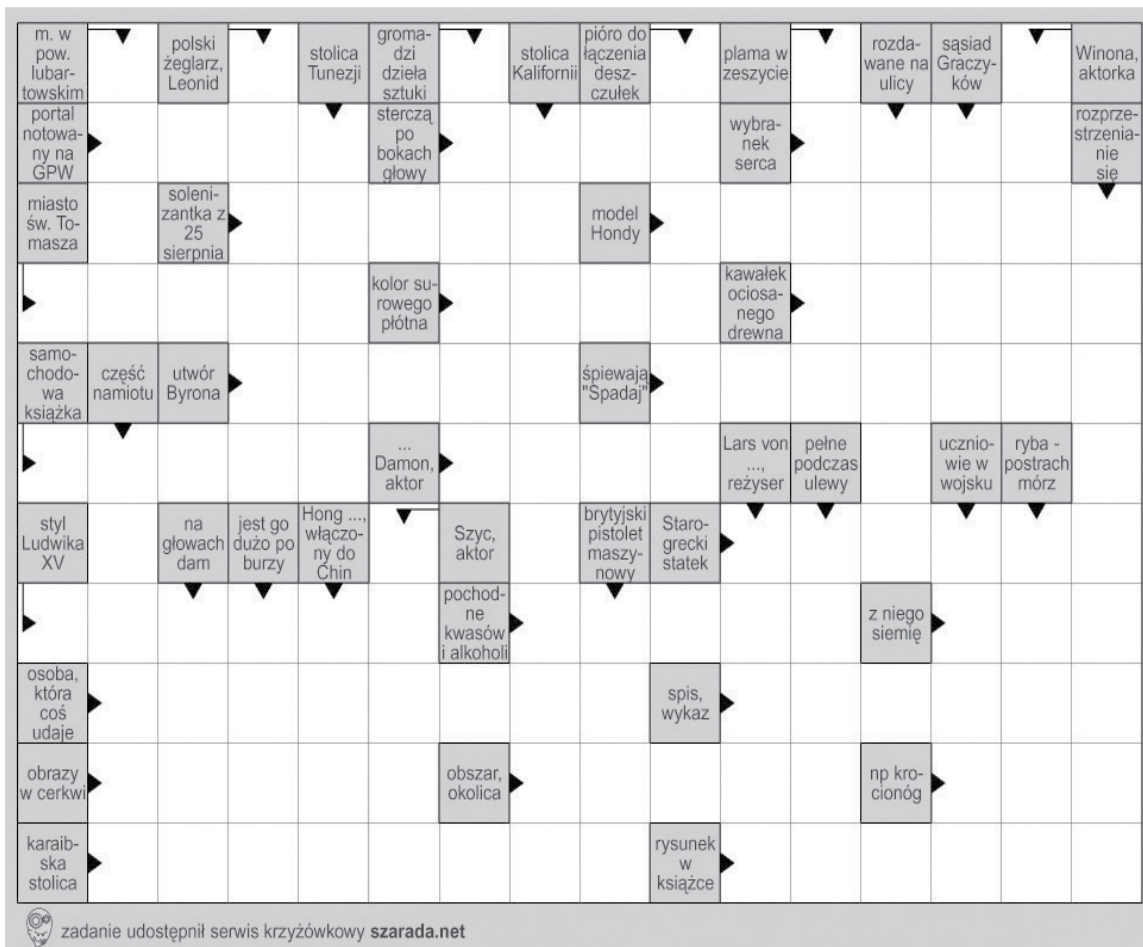 m. w
pow.
lubar-
towskim
polski
żeglarz,
Leonid
stolica
Tunezji
groma-
dzi
dzieła
sztuki
stolica
Kalifornii
pióro do
łączenia
desz-
czułek
plama w
zeszycie
rozda-
wane na
ulicy
sąsiad
Graczy-
ków
Winona,
aktorka
portal
notowa-
ny na
GPW
sterczą
po
bokach
głowy
wybra-
nek
serca
rozprze-
strzenia-
nie
się
miasto
św. To-
masza
soleni-
zantka z
25
sierpnia
model
Hondy
kolor su-
rowego
płótna
kawałek
ociosa-
nego
drewna
samo-
chodo-
wa
książka
część
namiotu
utwór
Byrona
śpiewają
"Spadaj"
...
Damon,
aktor
Lars von
...,
reżyser
pełne
podczas
ulewy
ucznio-
wie w
wojsku
ryba -
postrach
mórz
styl
Ludwika
XV
na
głowach
dam
jest go
dużo po
burzy
Hong ...,
włączo-
ny do
Chin
Szyc,
aktor
brytyjski
pistolet
maszy-
nowy
Staro-
grecki
statek
pochod-
ne
kwasów
i alkoholi
z niego
siemię
osoba,
która
coś
udaje
spis,
wykaz
obrazy
w cerkwi
obszar,
okolica
np kro-
cionóg
karaib-
ska
stolica
rysunek
w
książce
zadanie udostępnił serwis krzyżówkowy szarada.net